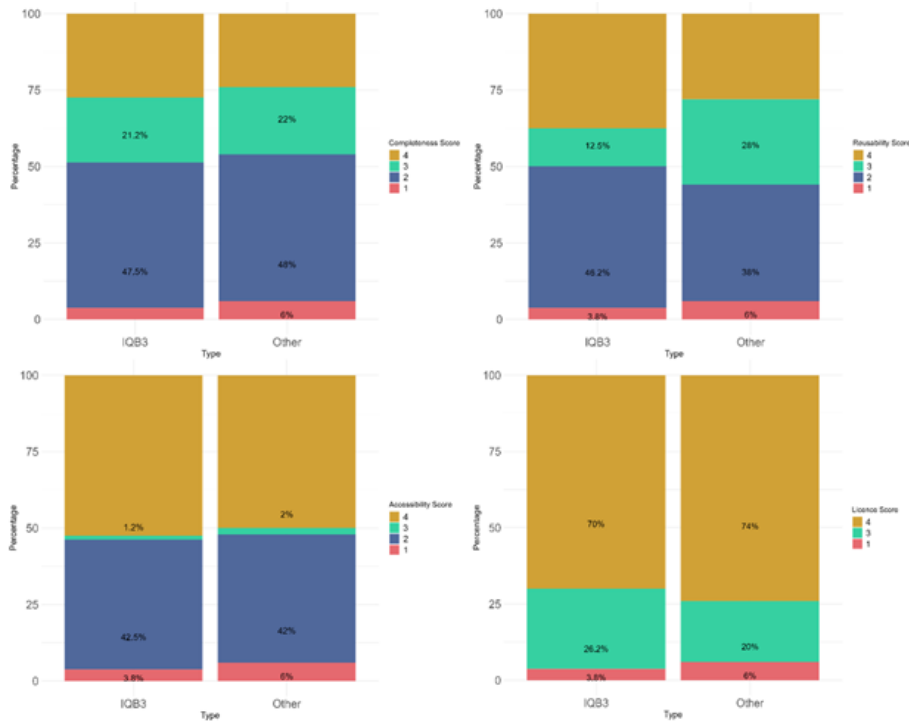 100
75
50
25
0
Percentage
21.2%
22%
47.5%
48%
6%
IQB3
Other
Type
Completeness Score
4
3
2
1
100
75
50
25
0
Percentage
12.5%
28%
46.2%
38%
3.8%
6%
IQB3
Other
Type
Reusability Score
4
3
2
1
100
75
50
25
0
Percentage
1.2%
2%
42.5%
42%
3.8%
6%
IQB3
Other
Type
Accessibility Score
4
3
2
1
100
75
50
25
0
Percentage
70%
74%
26.2%
20%
3.8%
6%
IQB3
Other
Type
Licence Score
4
3
1